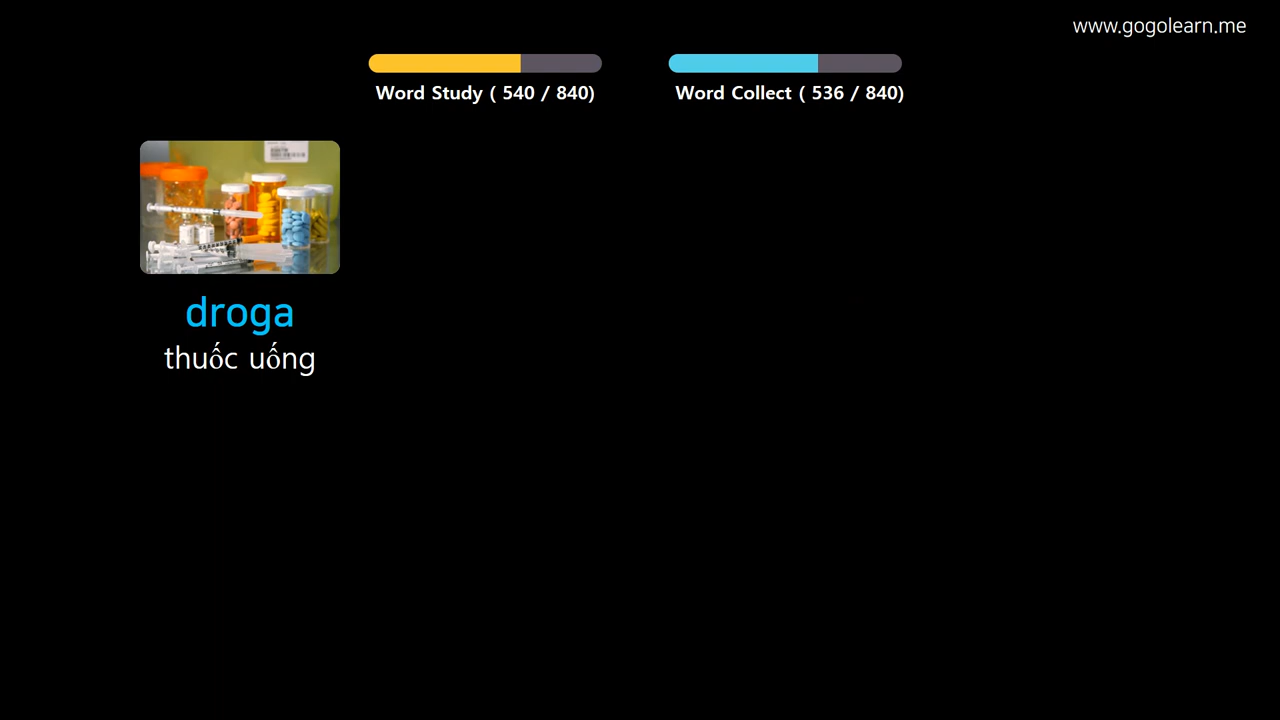 www.gogolearn.me
Word Study ( 540 / 840)
Word Collect ( 536 / 840)
droga
thuốc uống